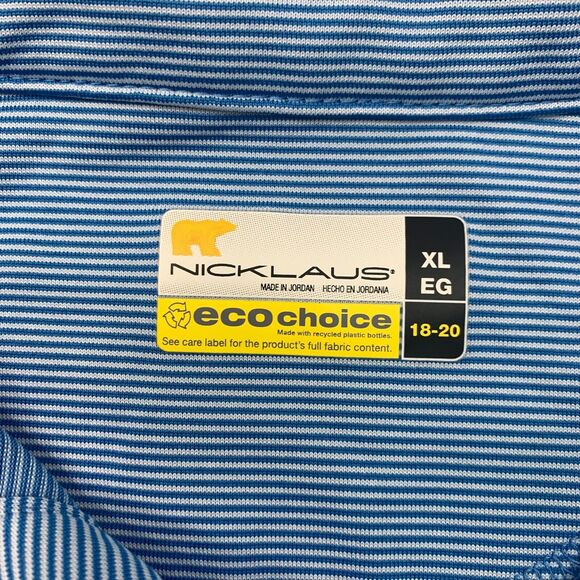 NICKLAUS
MADE IN JORDAN HECHO EN JORDANIA
ecochoice
Made with recycled plastic bottles.
See care label for the product's full fabric content.
XL
EG
18-20